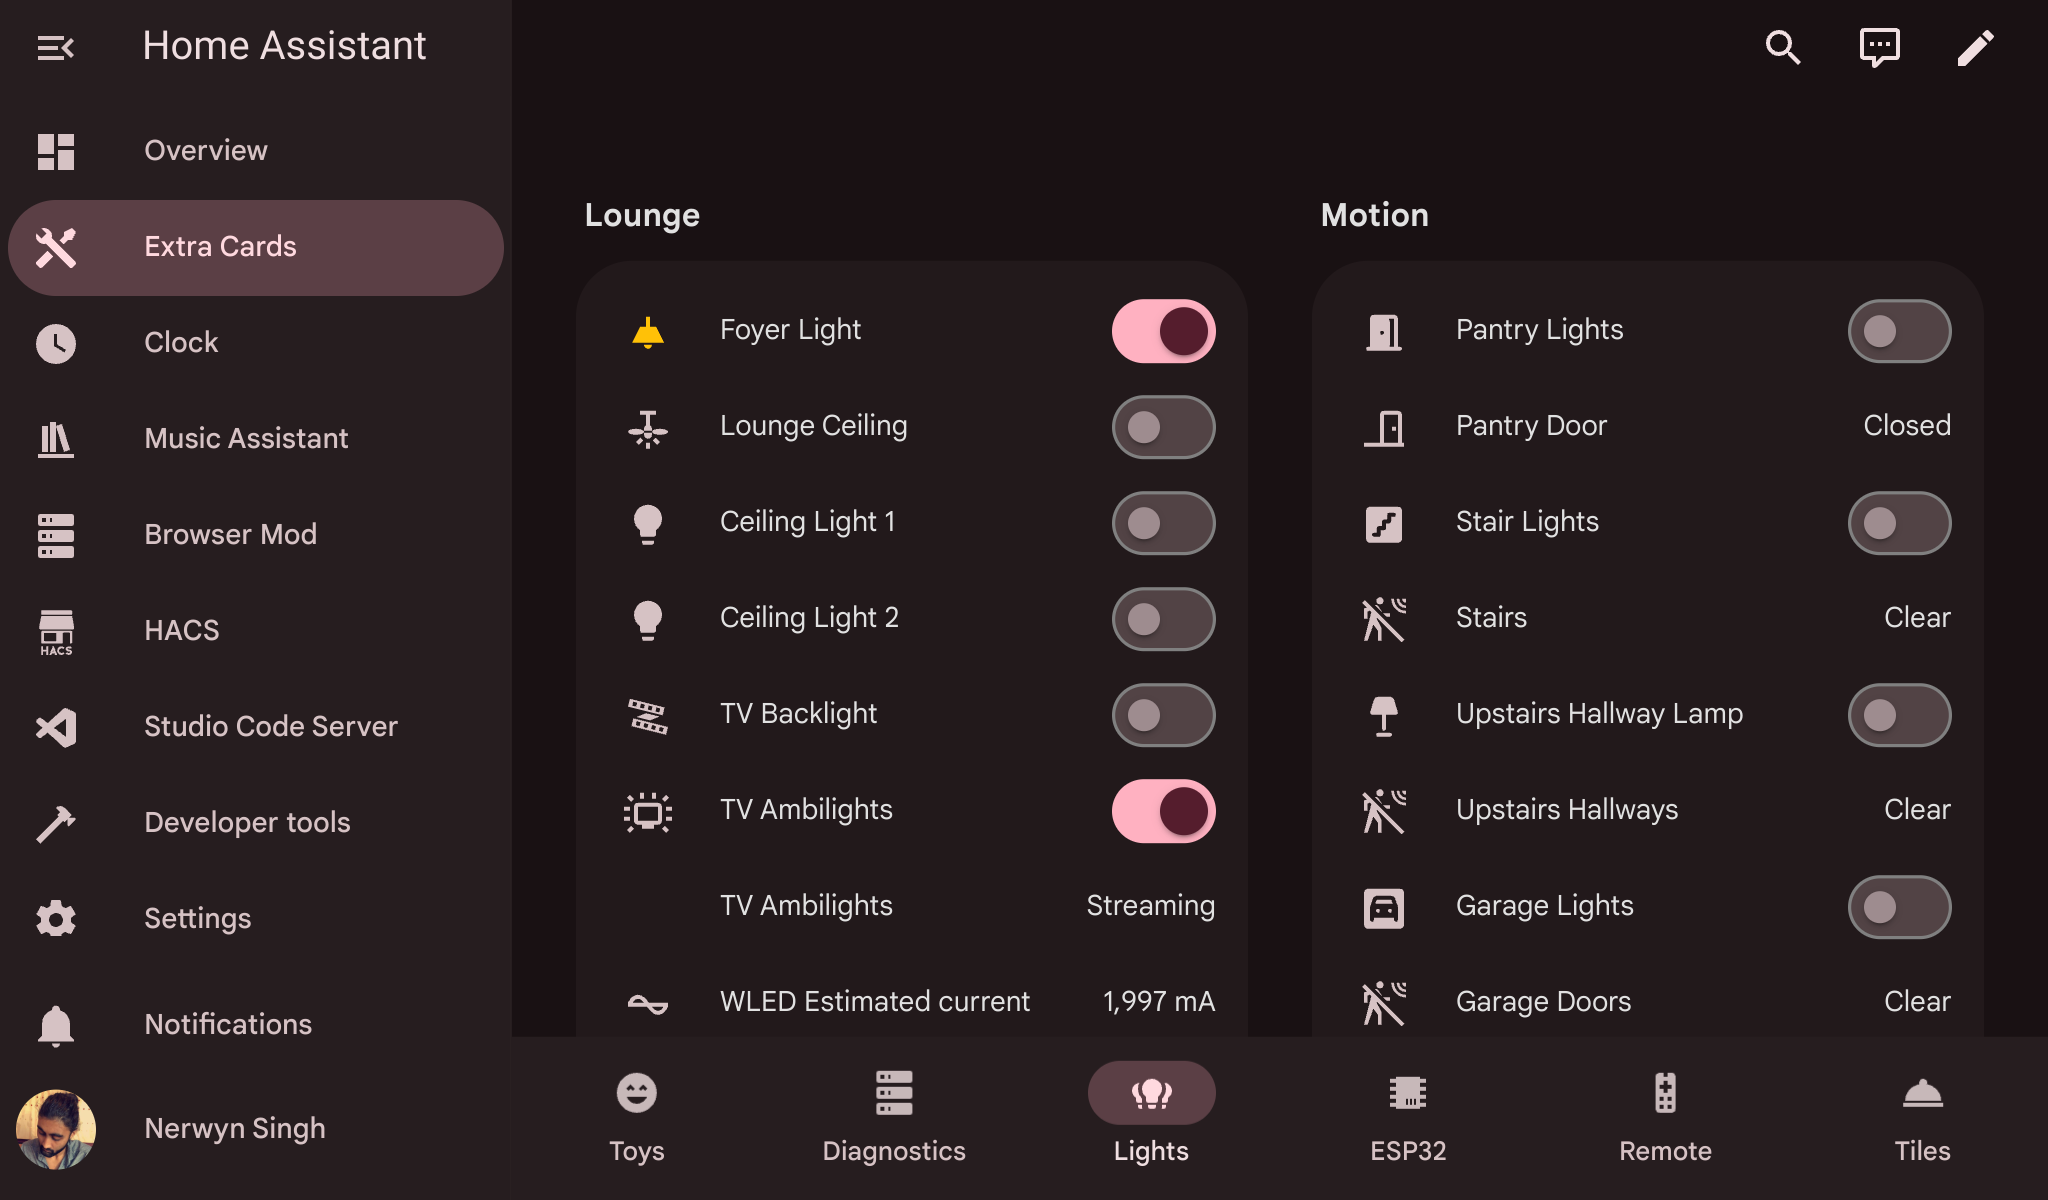 Home Assistant
Overview
Extra Cards
Clock
Music Assistant
Browser Mod
HACS
HACS
Studio Code Server
Developer tools
Settings
Notifications
Nerwyn Singh
Lounge
Foyer Light
Lounge Ceiling
Ceiling Light 1
Ceiling Light 2
TV Backlight
TV Ambilights
TV Ambilights Streaming
WLED Estimated current 1,997 mA
Motion
Pantry Lights
Pantry Door Closed
Stair Lights
Stairs Clear
Upstairs Hallway Lamp
Upstairs Hallways Clear
Garage Lights
Garage Doors Clear
Toys
Diagnostics
Lights
ESP32
Remote
Tiles